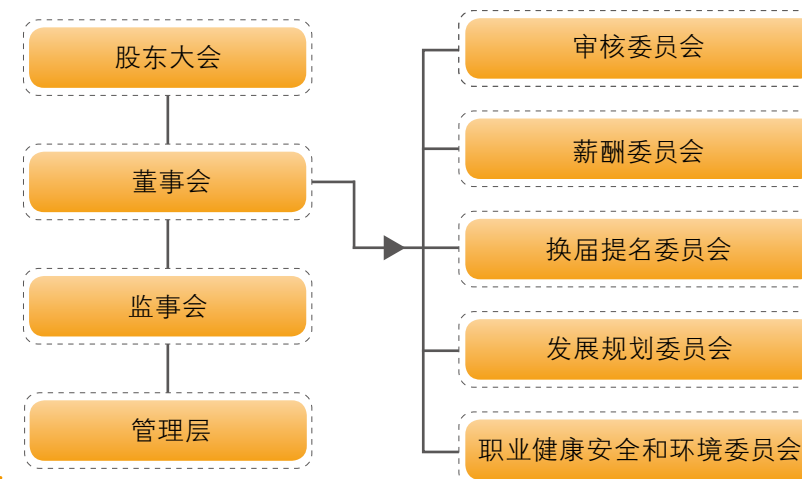 股东大会
董事会
监事会
管理层
审核委员会
薪酬委员会
换届提名委员会
发展规划委员会
职业健康安全和环境委员会